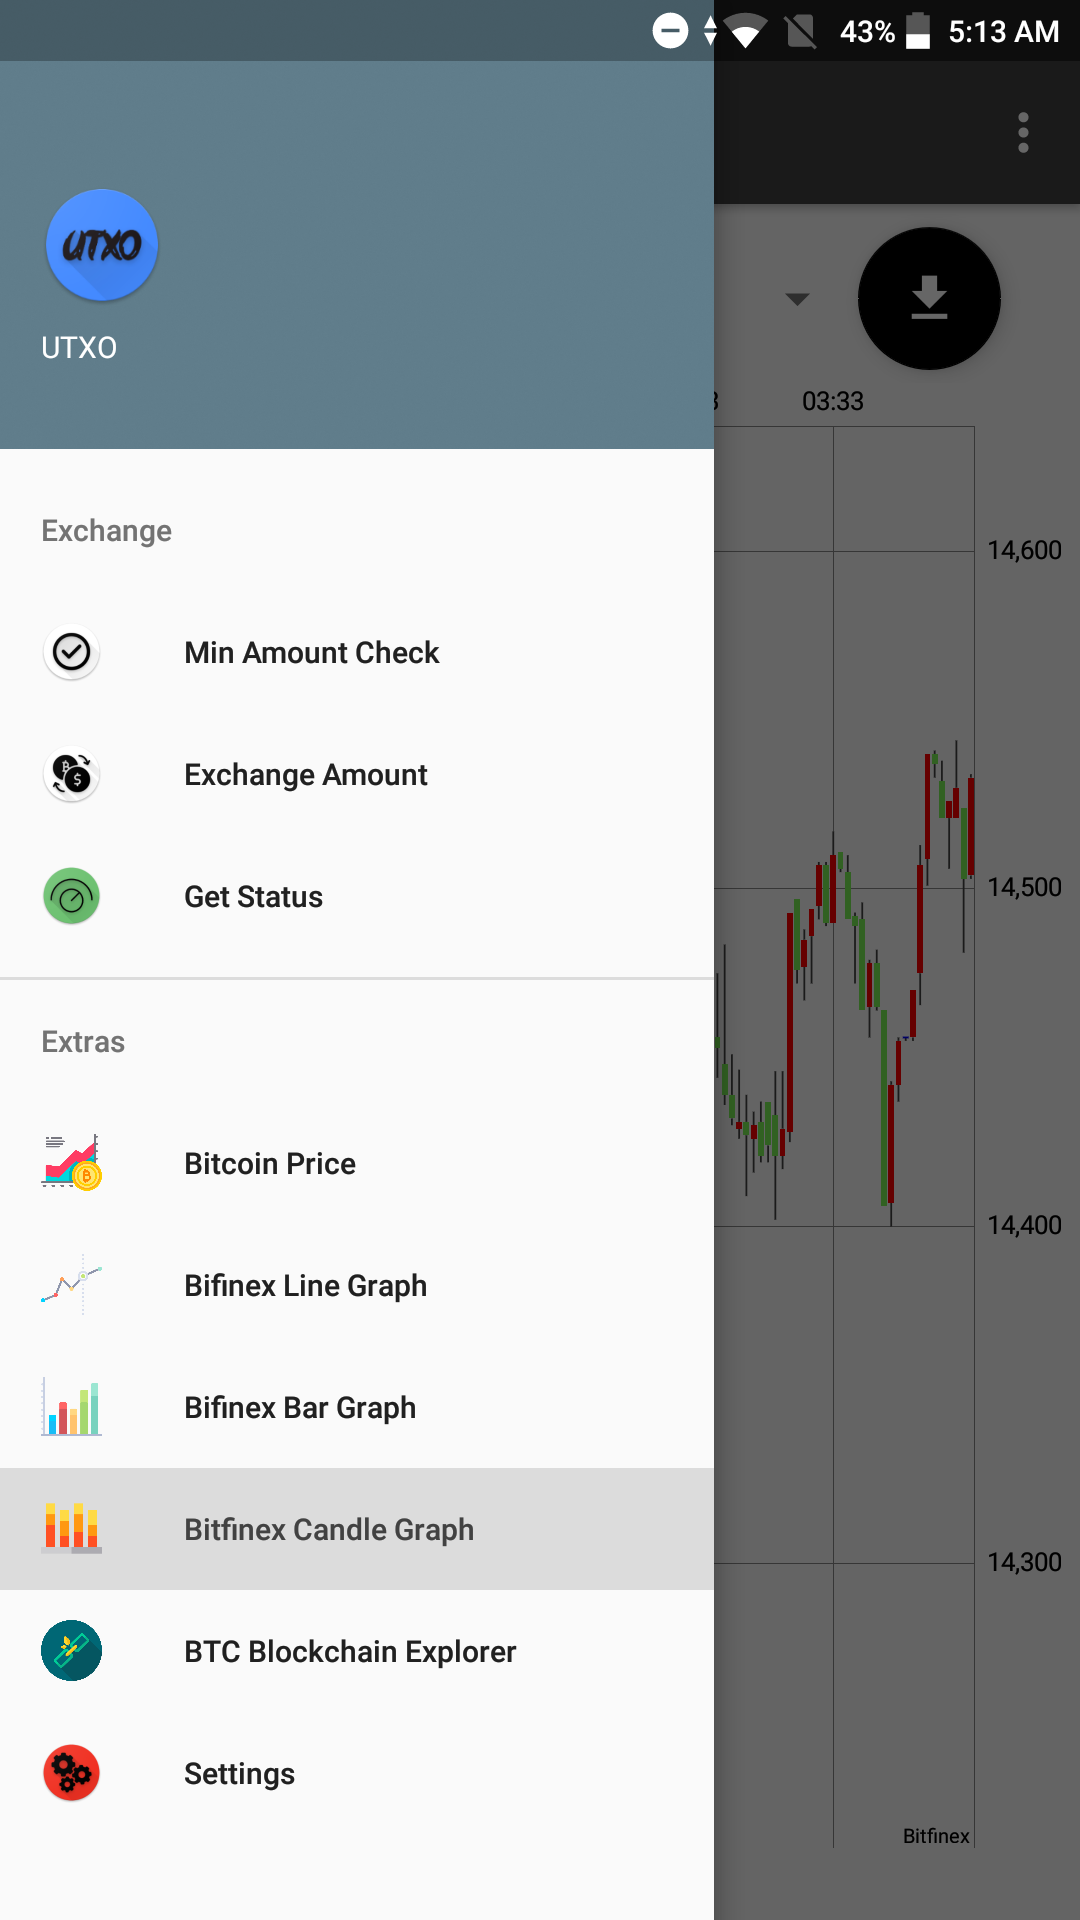 43% 5:13 AM
UTXO
UTXO
03:33
Exchange
14,600
Min Amount Check
Exchange Amount
14,500
Get Status
Extras
Bitcoin Price
14,400
Bifinex Line Graph
Bifinex Bar Graph
Bitfinex Candle Graph
14,300
BTC Blockchain Explorer
Settings
Bitfinex